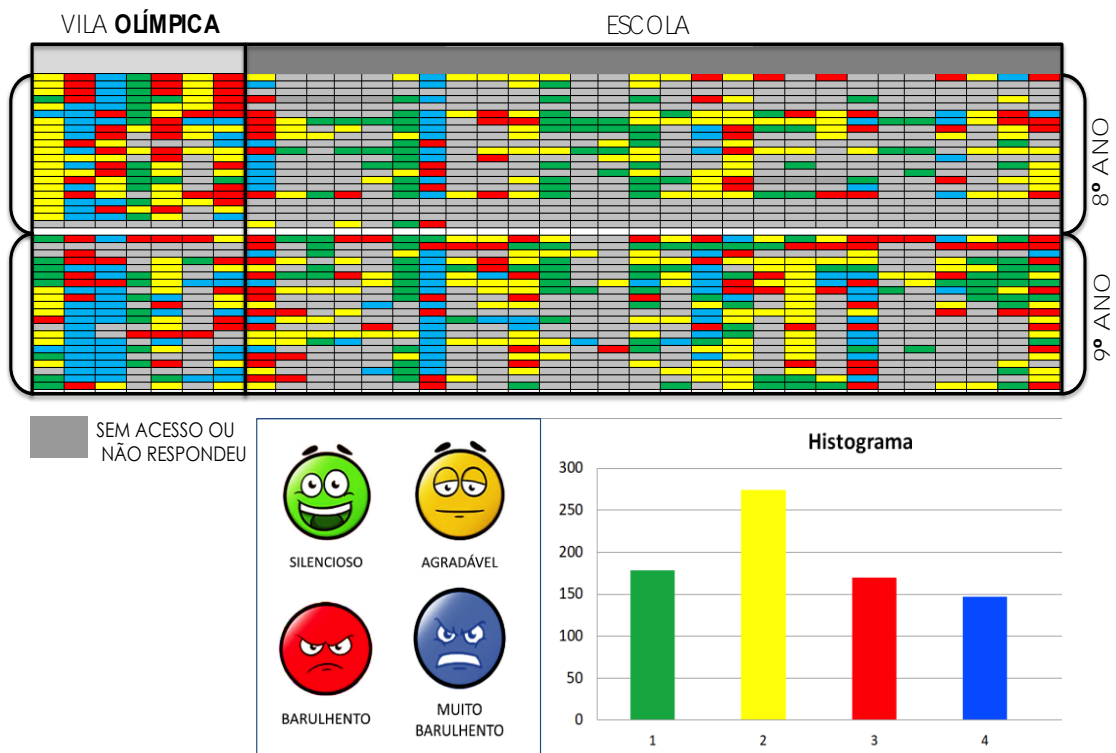 VILA OLÍMPICA
ESCOLA
8º ANO
9º ANO
SEM ACESSO OU
NÃO RESPONDEU
SILENCIOSO
AGRADÁVEL
BARULHENTO
MUITO
BARULHENTO
Histograma
300
250
200
150
100
50
0
1 2 3 4